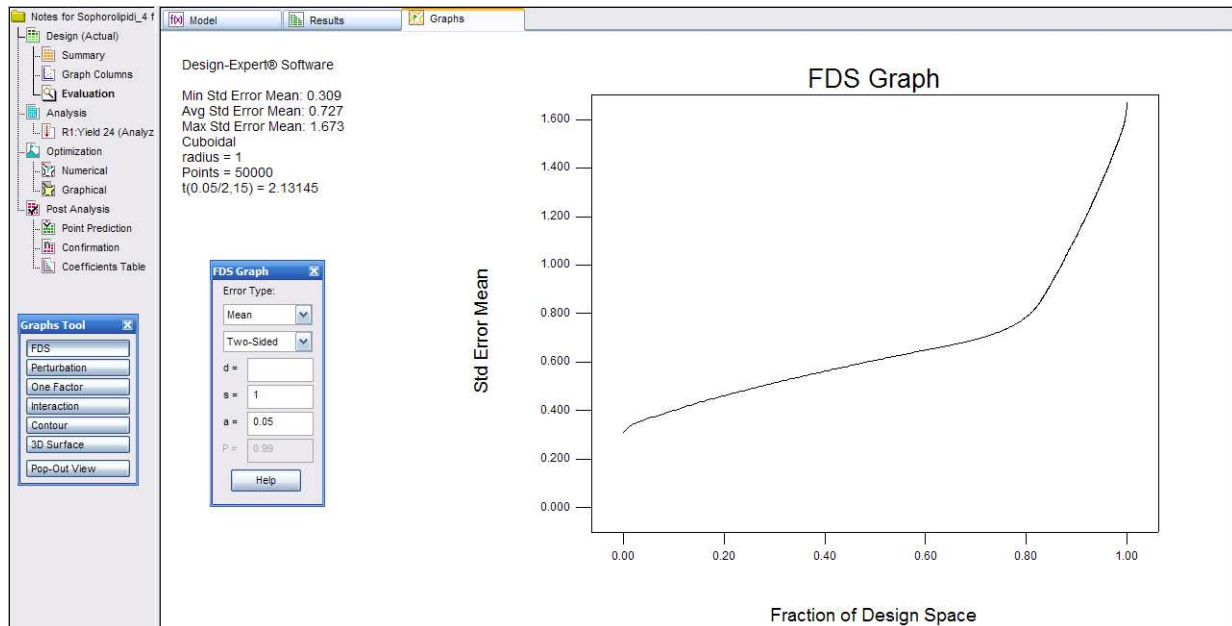 Notes for Sophorolipidi_4 f
Design (Actual)
Summary
Graph Columns
Evaluation
Analysis
R1:Yield 24 (Analyz
Optimization
Numerical
Graphical
Post Analysis
Point Prediction
Confirmation
Coefficients Table
Graphs Tool
FDS
Perturbation
One Factor
Interaction
Contour
3D Surface
Pop-Out View
f(x) Model
Results
Graphs
Design-Expert® Software
Min Std Error Mean: 0.309
Avg Std Error Mean: 0.727
Max Std Error Mean: 1.673
Cuboidal
radius = 1
Points = 50000
t(0.05/2,15) = 2.13145
FDS Graph
Error Type:
Mean
Two-Sided
d =
s = 1
a = 0.05
P = 0.99
Help
FDS Graph
Std Error Mean
1.600
1.400
1.200
1.000
0.800
0.600
0.400
0.200
0.000
0.00 0.20 0.40 0.60 0.80 1.00
Fraction of Design Space